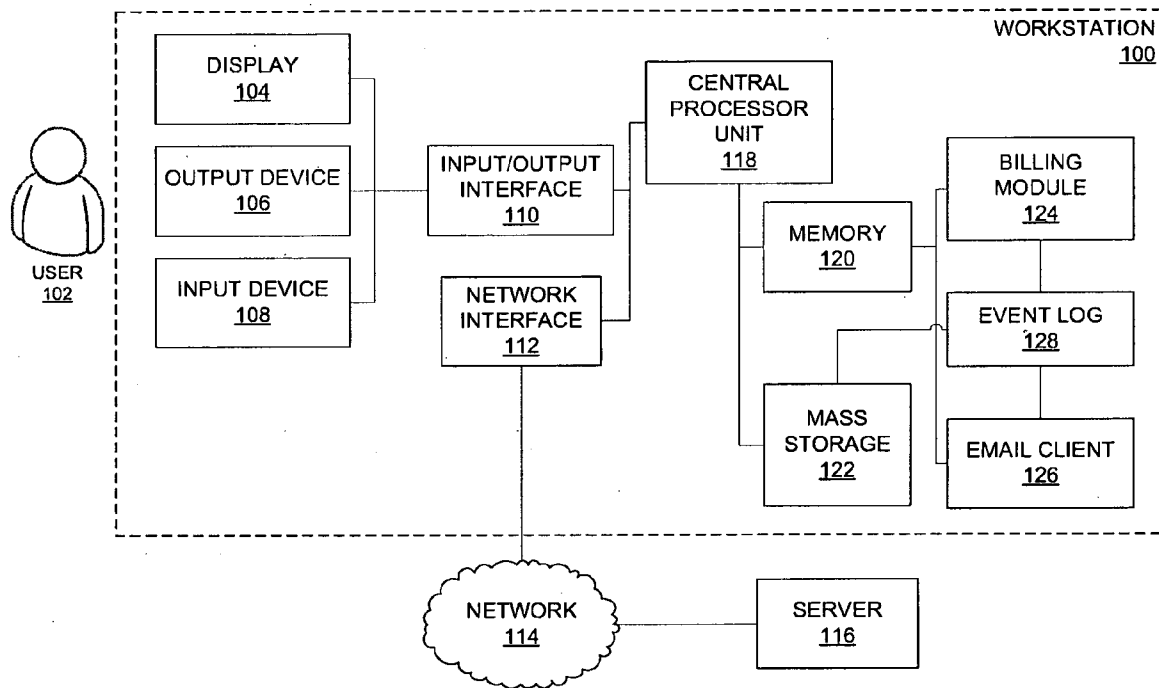 WORKSTATION
100
DISPLAY
104
OUTPUT DEVICE
106
INPUT DEVICE
108
USER
102
INPUT/OUTPUT
INTERFACE
110
NETWORK
INTERFACE
112
CENTRAL
PROCESSOR
UNIT
118
MEMORY
120
MASS
STORAGE
122
BILLING
MODULE
124
EVENT LOG
128
EMAIL CLIENT
126
NETWORK
114
SERVER
116